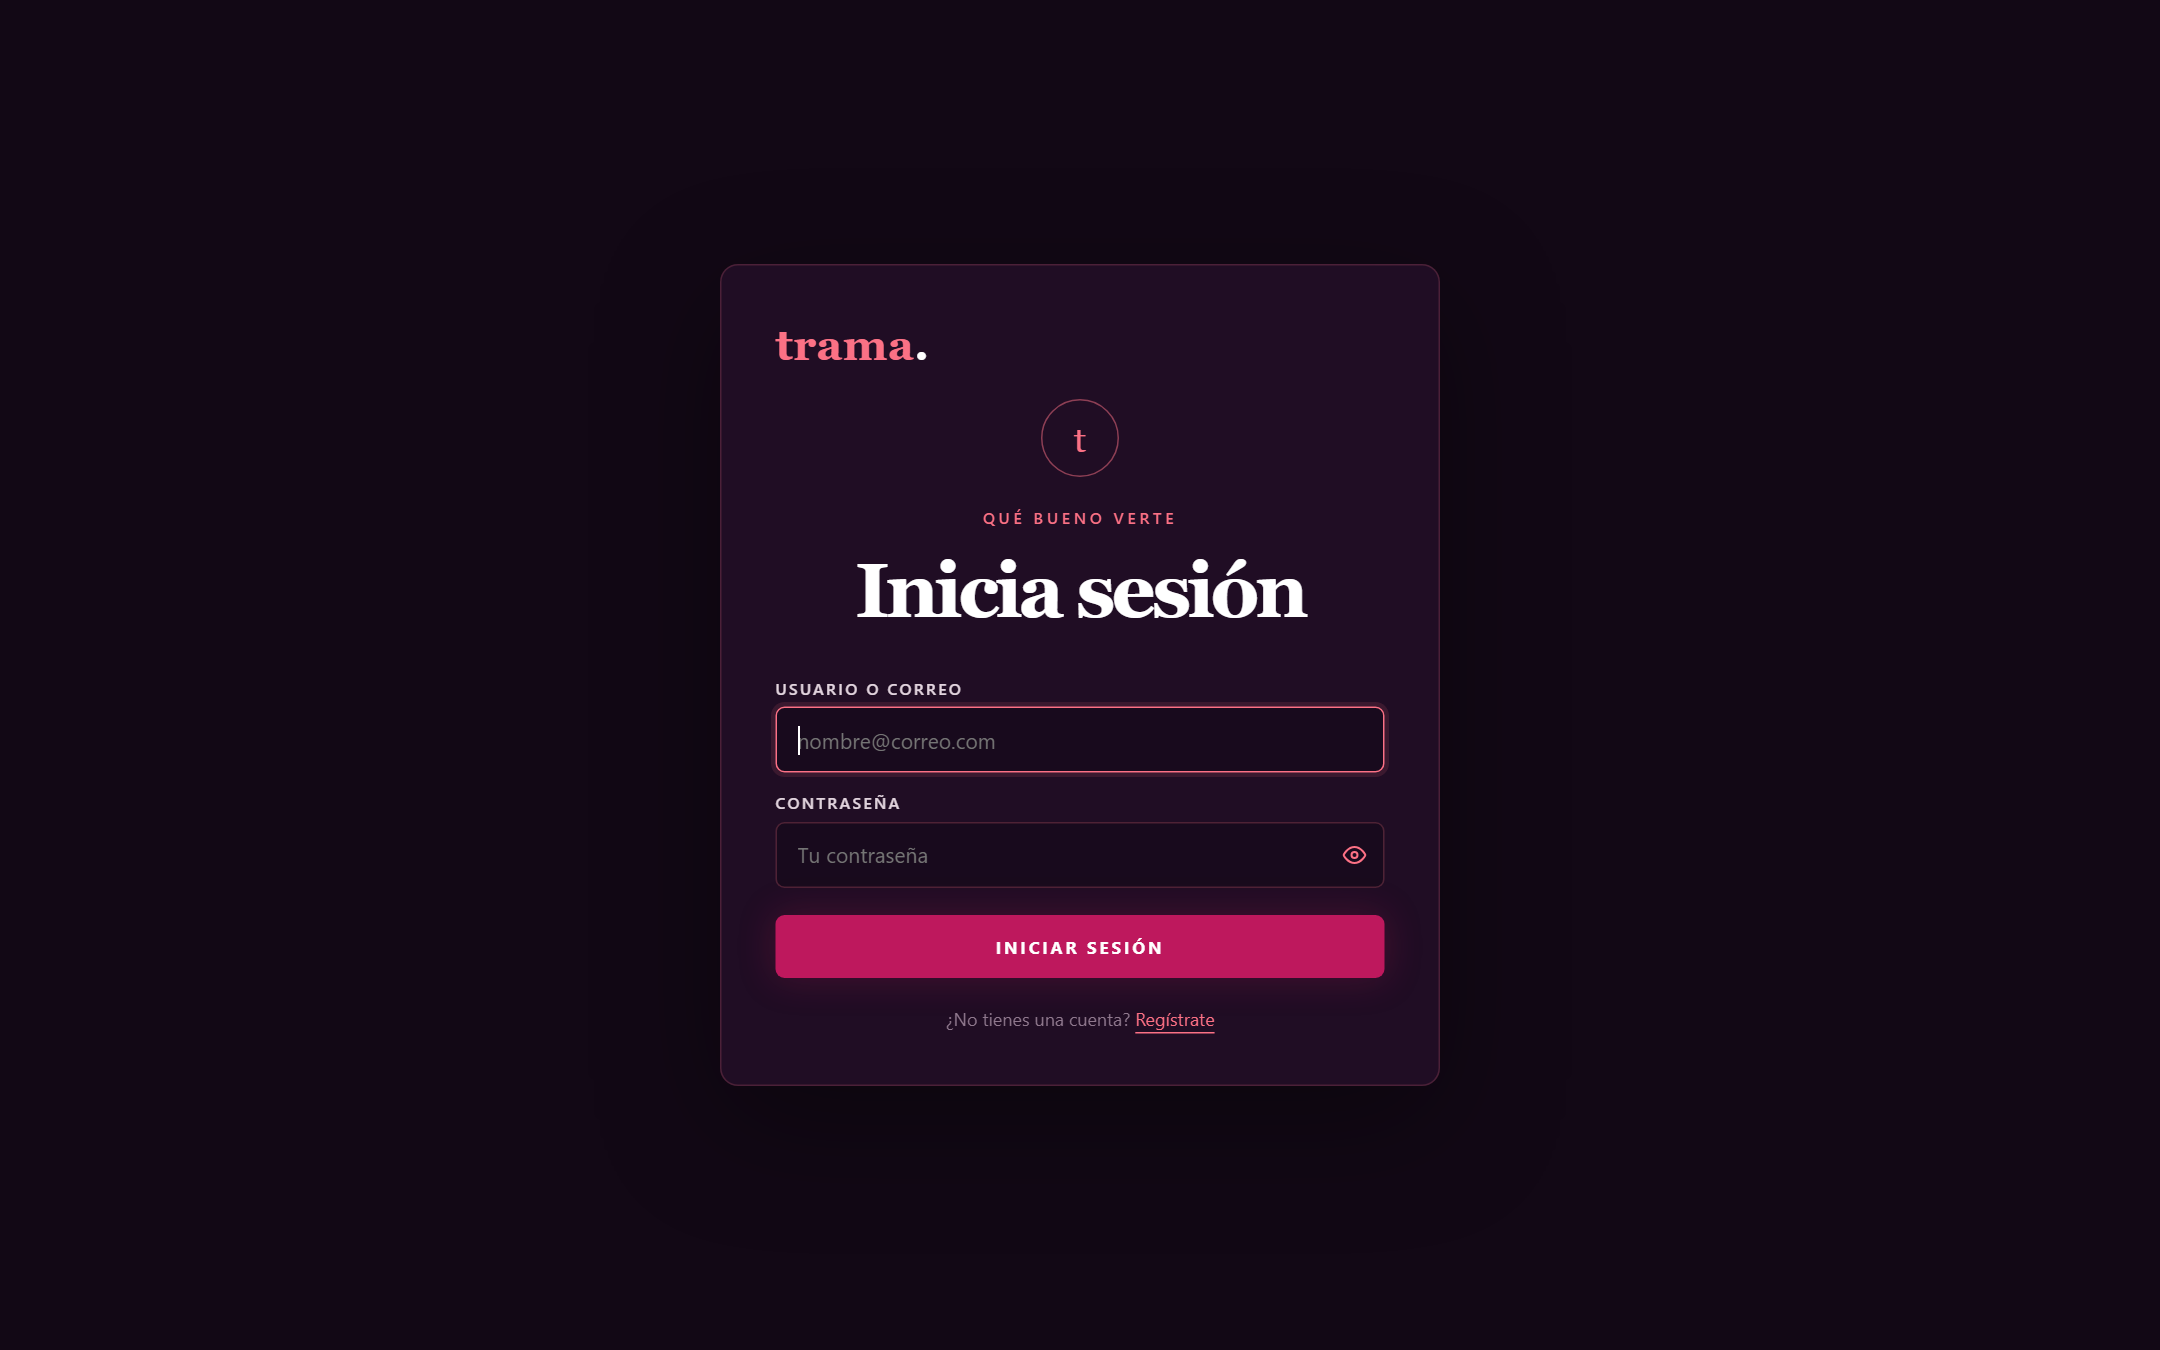 trama.
t
QUÉ BUENO VERTE
Inicia sesión
USUARIO O CORREO
nombre@correo.com
CONTRASEÑA
Tu contraseña
INICIAR SESIÓN
¿No tienes una cuenta? Regístrate